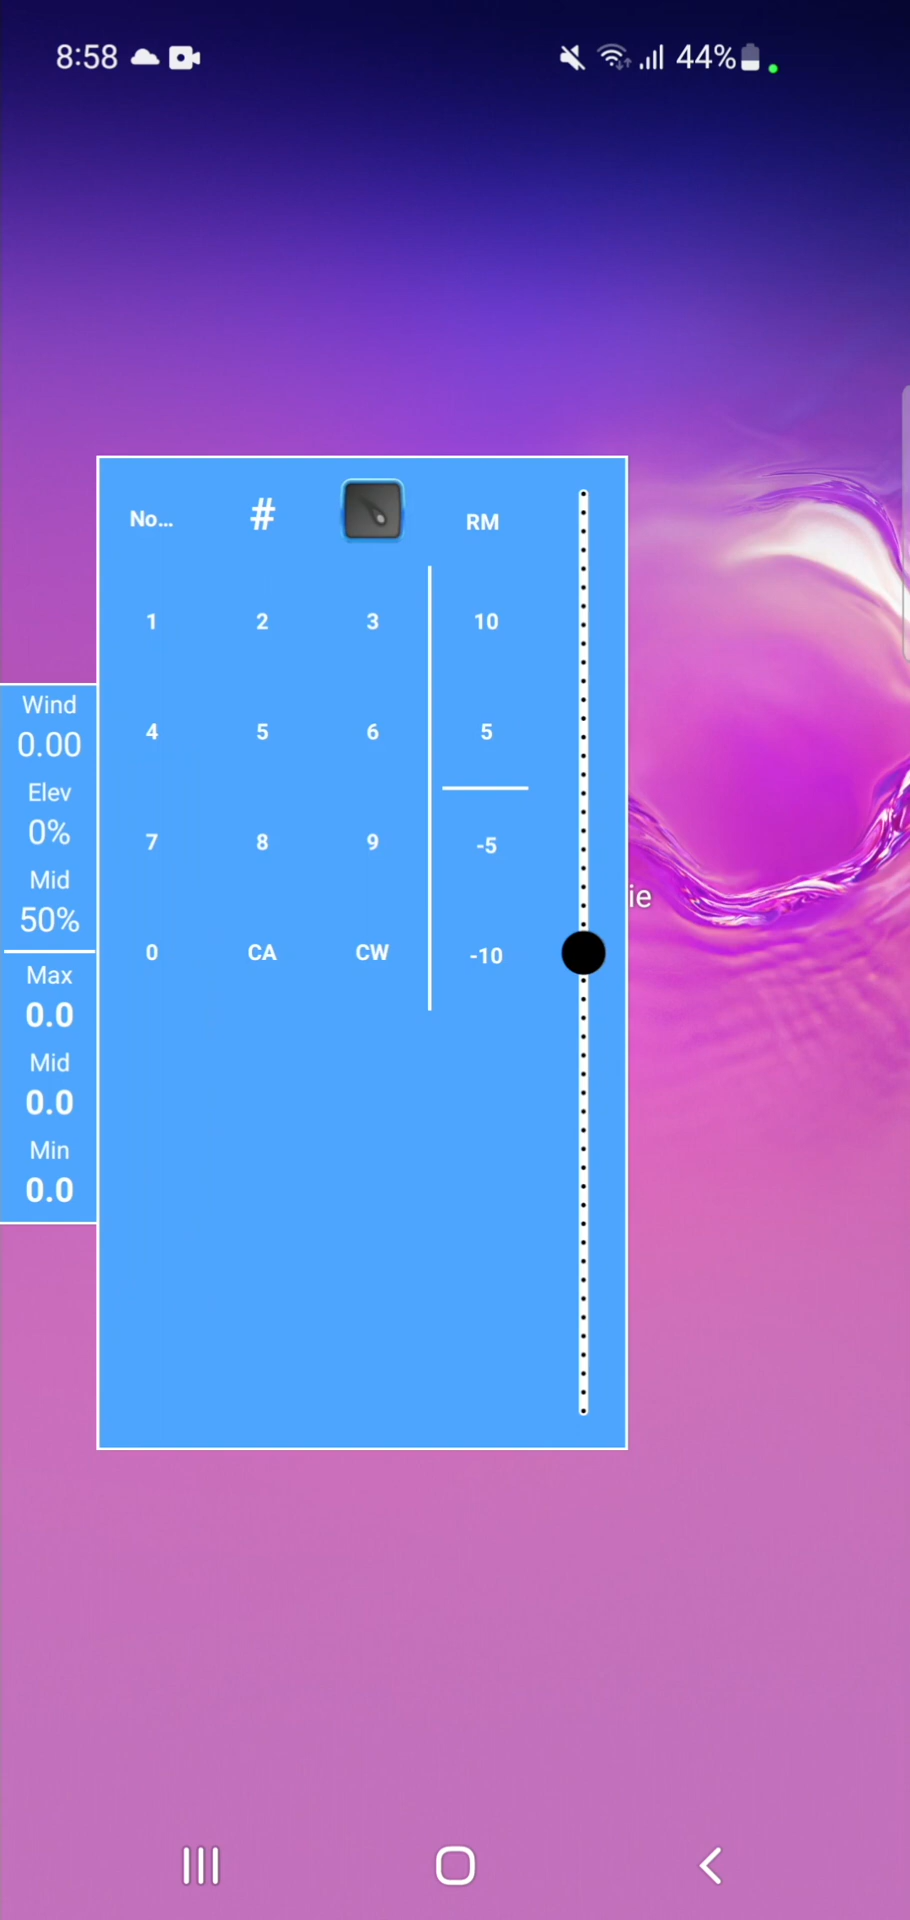 8:58 44%
No... # RM
1 2 3 10
4 5 6 5
7 8 9 -5
0 CA CW -10
Wind
0.00
Elev
0%
Mid
50%
Max
0.0
Mid
0.0
Min
0.0
ie